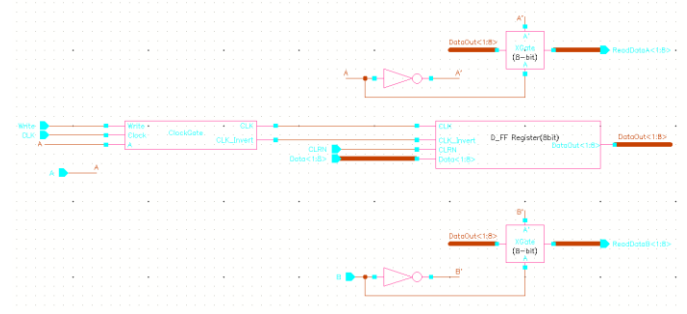 A'
DataOut<1:8>
A'
XState
(8-bit)
ReadDataA<1:8>
A
A
A'
Write
Write
ClockGate
CLK
CLK
D_FF Register(8bit)
DataOut<1:8>
CLK
Clock
CLK_Invert
CLK_Invert
DataOut<1:8>
A
A
CLRN
CLRN
Data<1:8>
Data<1:8>
A
A
B'
DataOut<1:8>
A'
XState
(8-bit)
ReadDataB<1:8>
A
B
B'